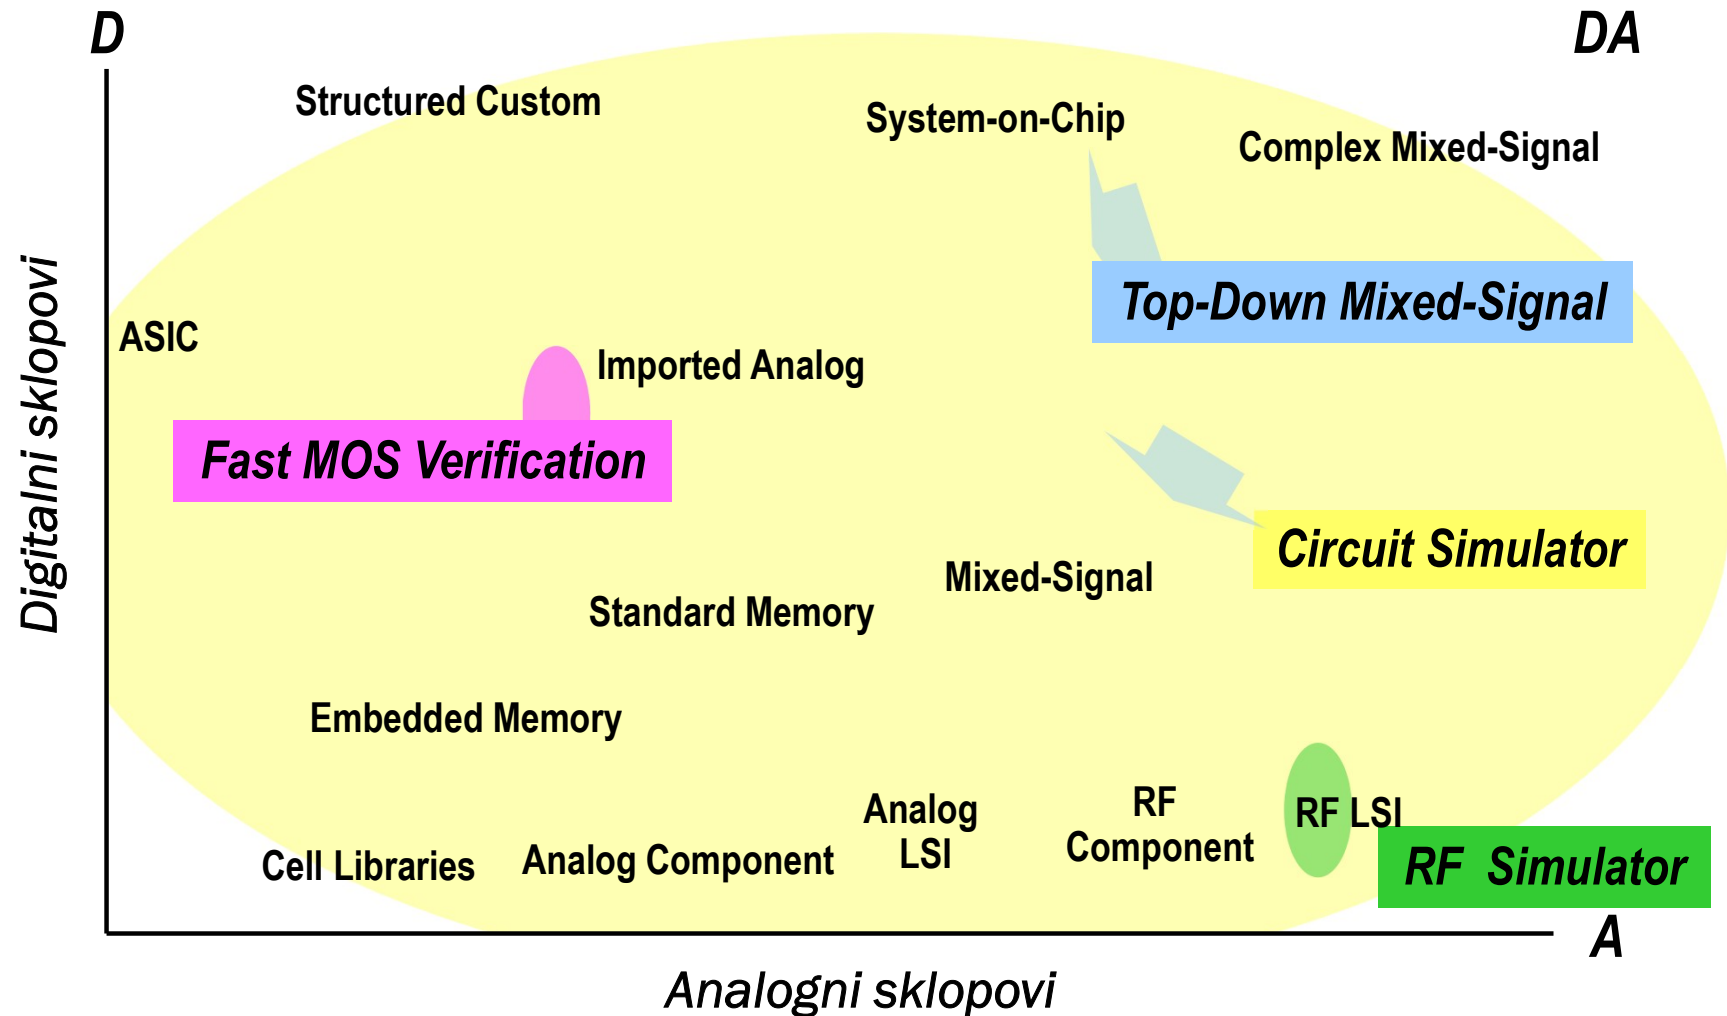 D
DA
Structured Custom
System-on-Chip
Complex Mixed-Signal
Top-Down Mixed-Signal
ASIC
Imported Analog
Fast MOS Verification
Digitalni sklopovi
Circuit Simulator
Mixed-Signal
Standard Memory
Embedded Memory
Analog
LSI
RF
Component
RF LSI
Cell Libraries
Analog Component
RF Simulator
A
Analogni sklopovi